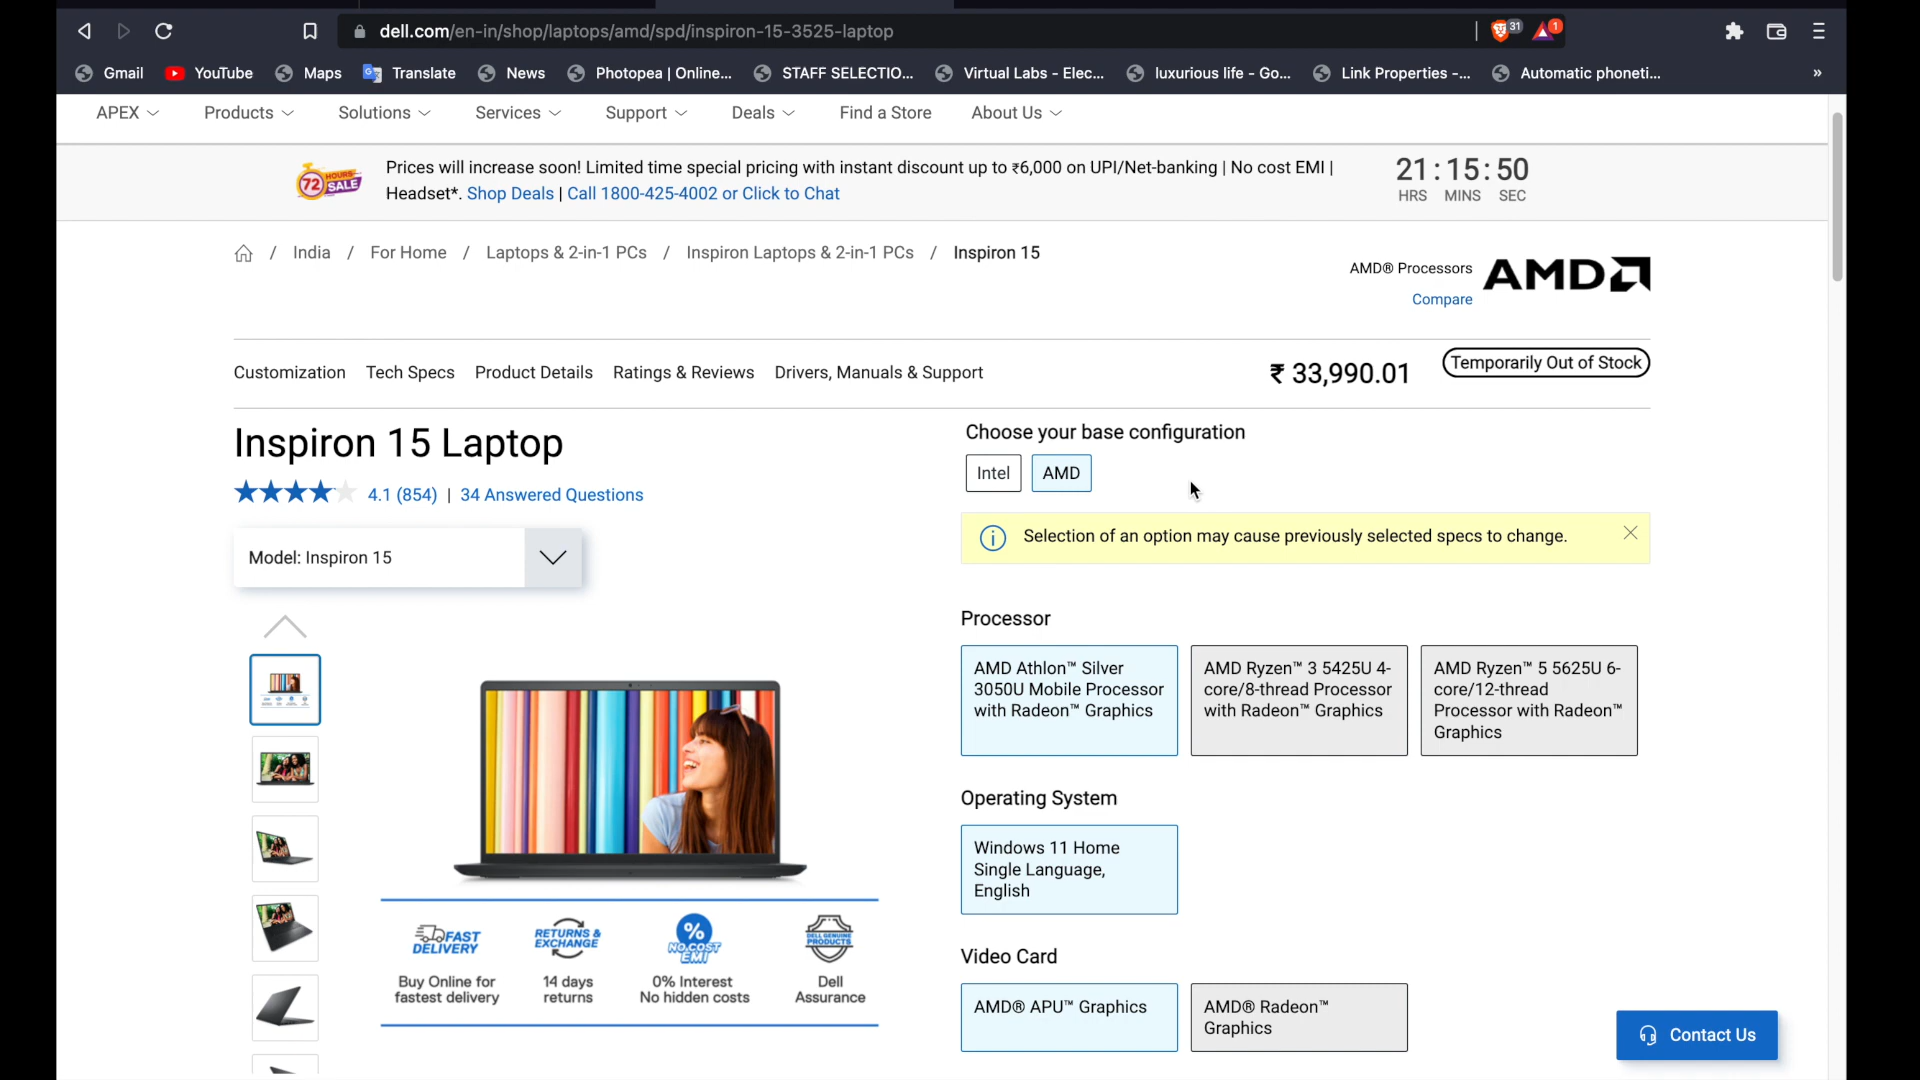 dell.com/en-in/shop/laptops/amd/spd/inspiron-15-3525-laptop
31
1
Gmail
YouTube
Maps
Translate
News
Photopea | Online...
STAFF SELECTIO...
Virtual Labs - Elec...
luxurious life - Go...
Link Properties -...
Automatic phoneti...
»
APEX
Products
Solutions
Services
Support
Deals
Find a Store
About Us
72 HOURS SALE
Prices will increase soon! Limited time special pricing with instant discount up to ₹6,000 on UPI/Net-banking | No cost EMI |
Headset*. Shop Deals | Call 1800-425-4002 or Click to Chat
21 : 15 : 50
HRS MINS SEC
/ India / For Home / Laptops & 2-in-1 PCs / Inspiron Laptops & 2-in-1 PCs / Inspiron 15
AMD® Processors
Compare
AMD
Customization
Tech Specs
Product Details
Ratings & Reviews
Drivers, Manuals & Support
₹ 33,990.01
Temporarily Out of Stock
Inspiron 15 Laptop
4.1 (854) | 34 Answered Questions
Model: Inspiron 15
Choose your base configuration
Intel
AMD
Selection of an option may cause previously selected specs to change.
Processor
AMD Athlon™ Silver
3050U Mobile Processor
with Radeon™ Graphics
AMD Ryzen™ 3 5425U 4-
core/8-thread Processor
with Radeon™ Graphics
AMD Ryzen™ 5 5625U 6-
core/12-thread
Processor with Radeon™
Graphics
Operating System
Windows 11 Home
Single Language,
English
Video Card
AMD® APU™ Graphics
AMD® Radeon™
Graphics
FAST
DELIVERY
Buy Online for
fastest delivery
RETURNS &
EXCHANGE
14 days
returns
%
NO COST
EMI
0% Interest
No hidden costs
DELL GENUINE
PRODUCTS
Dell
Assurance
Contact Us